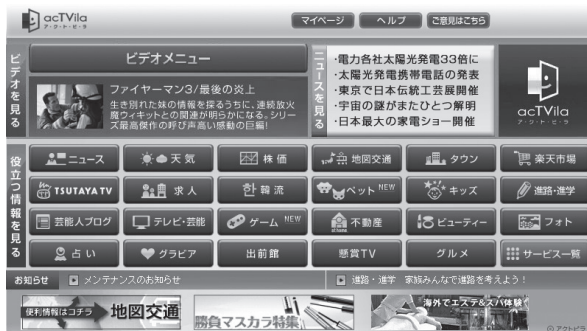 acTVila
ア・ク・ト・ビ・ラ
マイページ
ヘルプ
ご意見はこちら
ビデオを見る
ビデオメニュー
ファイヤーマン3/最後の炎上
生き別れた妹の情報を探るうちに、連続放火
魔ウィキットとの関連が明らかになる。シリー
ズ最高傑作の呼び声高い感動の巨編!
ニュースを見る
・電力各社太陽光発電33倍に
・太陽光発電携帯電話の発表
・東京で日本伝統工芸展開催
・宇宙の謎がまたひとつ解明
・日本最大の家電ショー開催
acTVila
ア・ク・ト・ビ・ラ
役立つ情報を見る
ニュース
天気
株価
地図交通
タウン
楽天市場
TSUTAYA TV
求人
한 韓流
ペット NEW
キッズ
進路・進学
芸能人ブログ
テレビ・芸能
ゲーム NEW
不動産
ビューティー
フォト
占い
グラビア
出前館
懸賞TV
グルメ
サービス一覧
お知らせ
メンテナンスのお知らせ
進路・進学 家族みんなで進路を考えよう!
便利情報はコチラ
地図交通
勝負マスカラ特集
海外でエステ&スパ体験